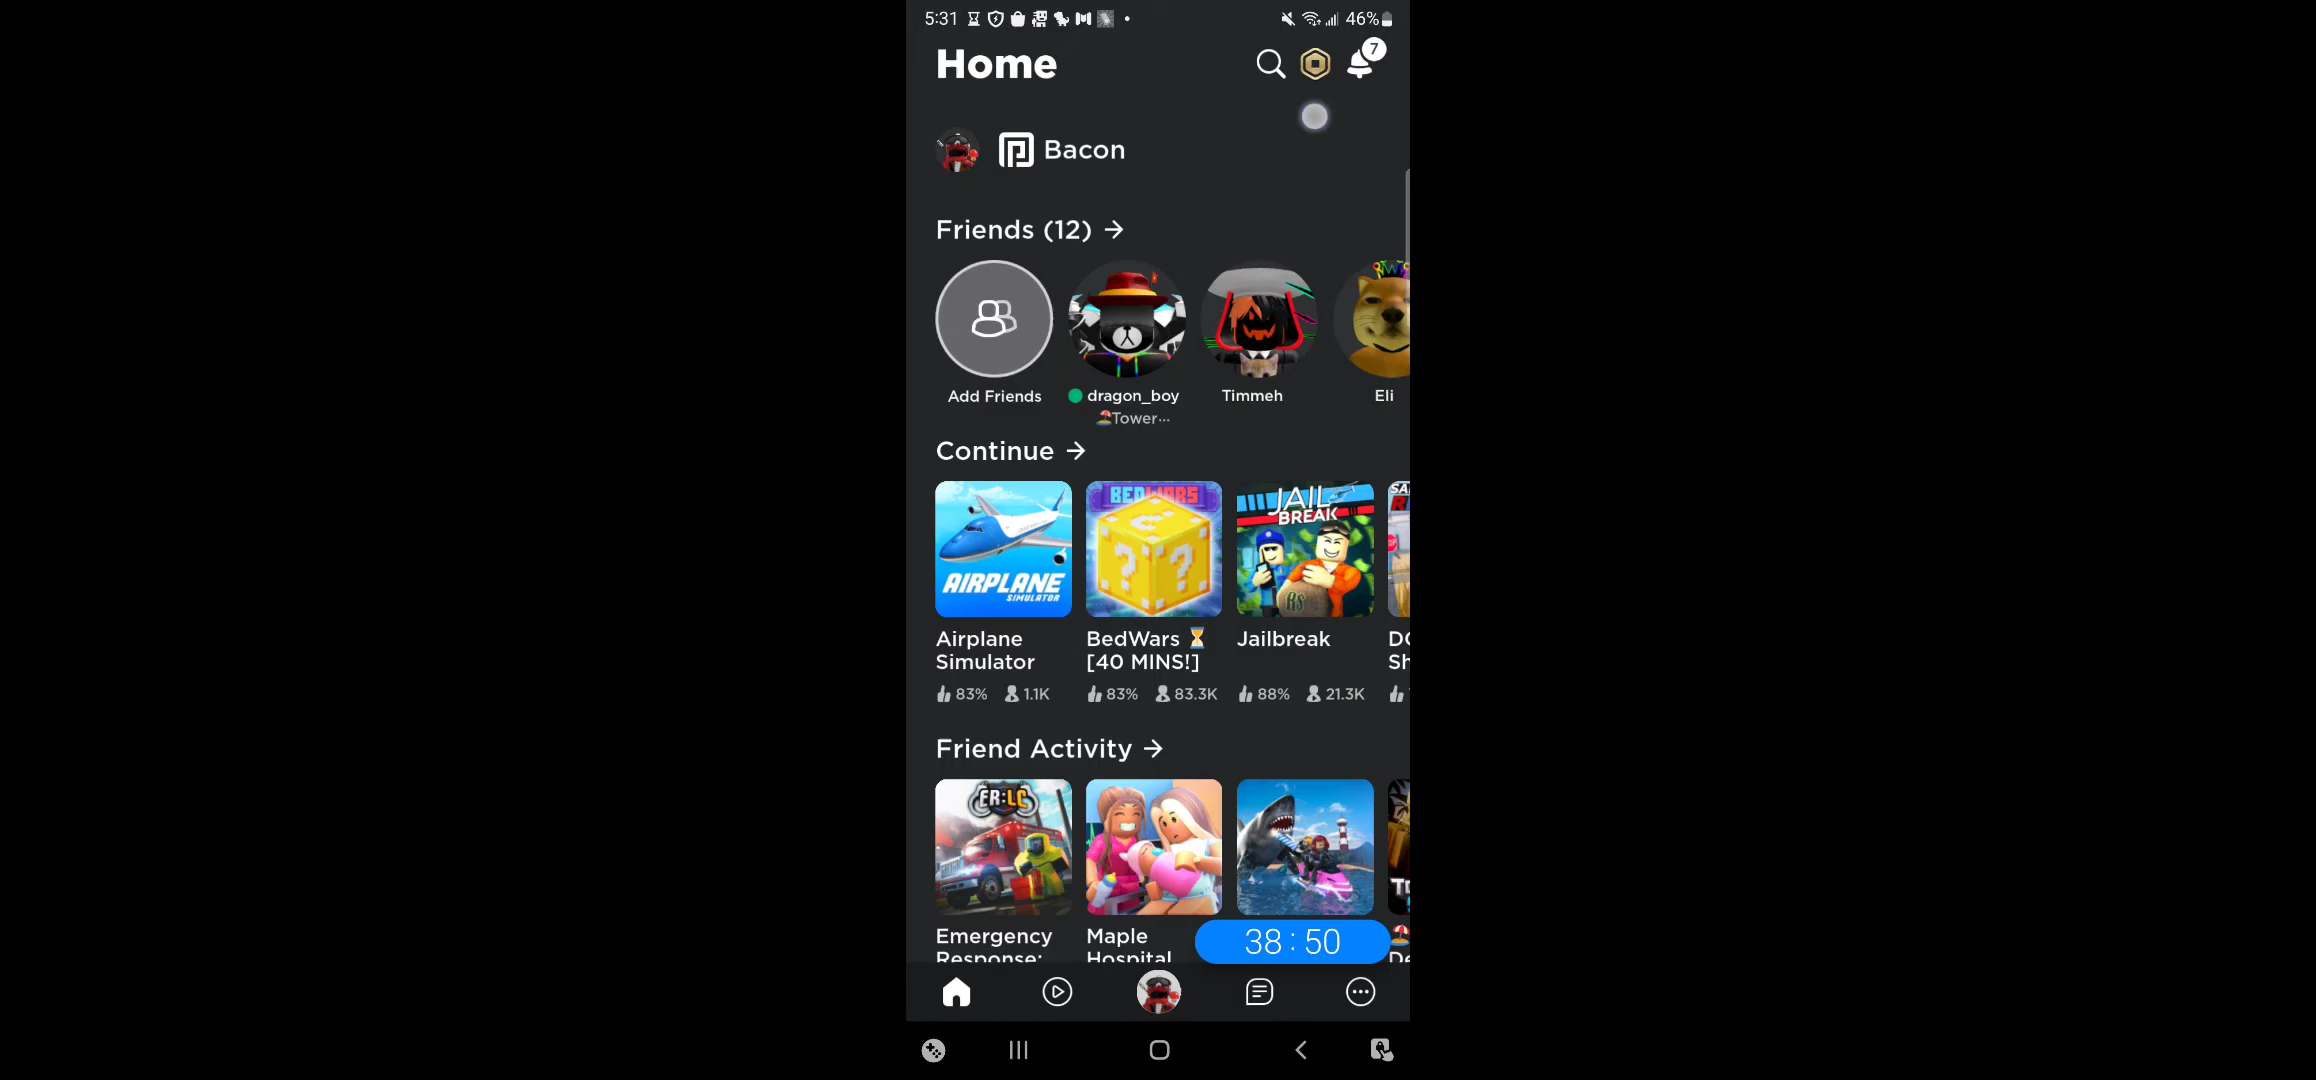 5:31
46%
Home
7
Bacon
Friends (12)
Add Friends
dragon_boy
Timmeh
Eli
Tower...
Continue
BEDWARS
JAIL
BREAK
AIRPLANE
SIMULATOR
R$
Airplane
Simulator
BedWars ⏳
[40 MINS!]
Jailbreak
83%
1.1K
83%
83.3K
88%
21.3K
Friend Activity
ER:LC
Emergency
Response:
Maple
Hospital
38:50